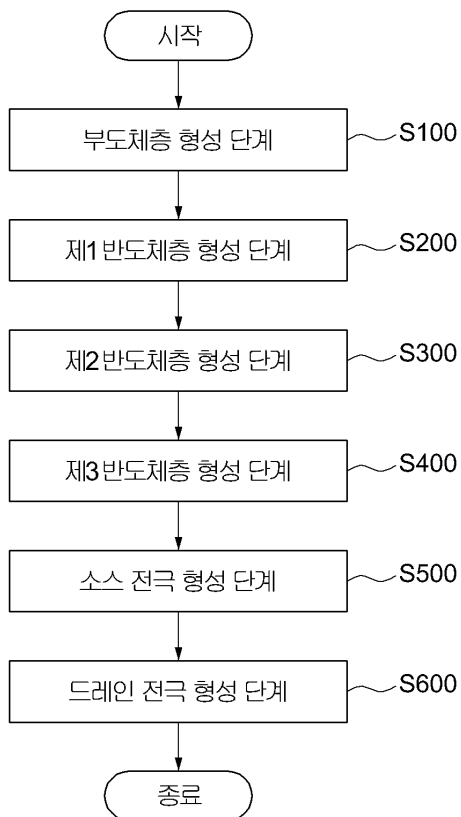 시작
부도체층 형성 단계 S100
제1 반도체층 형성 단계 S200
제2 반도체층 형성 단계 S300
제3 반도체층 형성 단계 S400
소스 전극 형성 단계 S500
드레인 전극 형성 단계 S600
종료